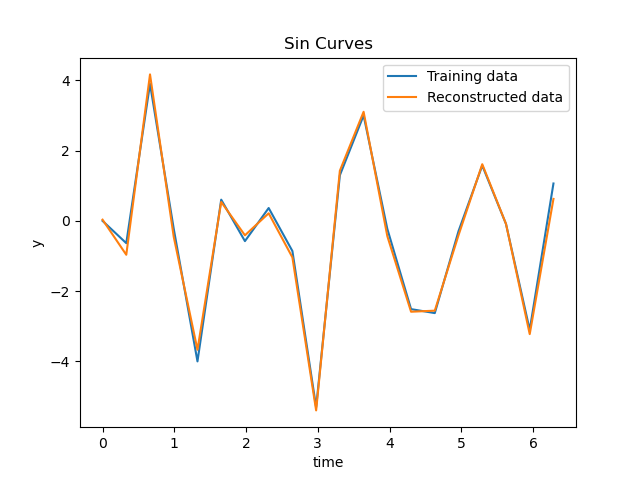 Sin Curves
Training data
Reconstructed data
4
2
0
−2
−4
y
0 1 2 3 4 5 6
time